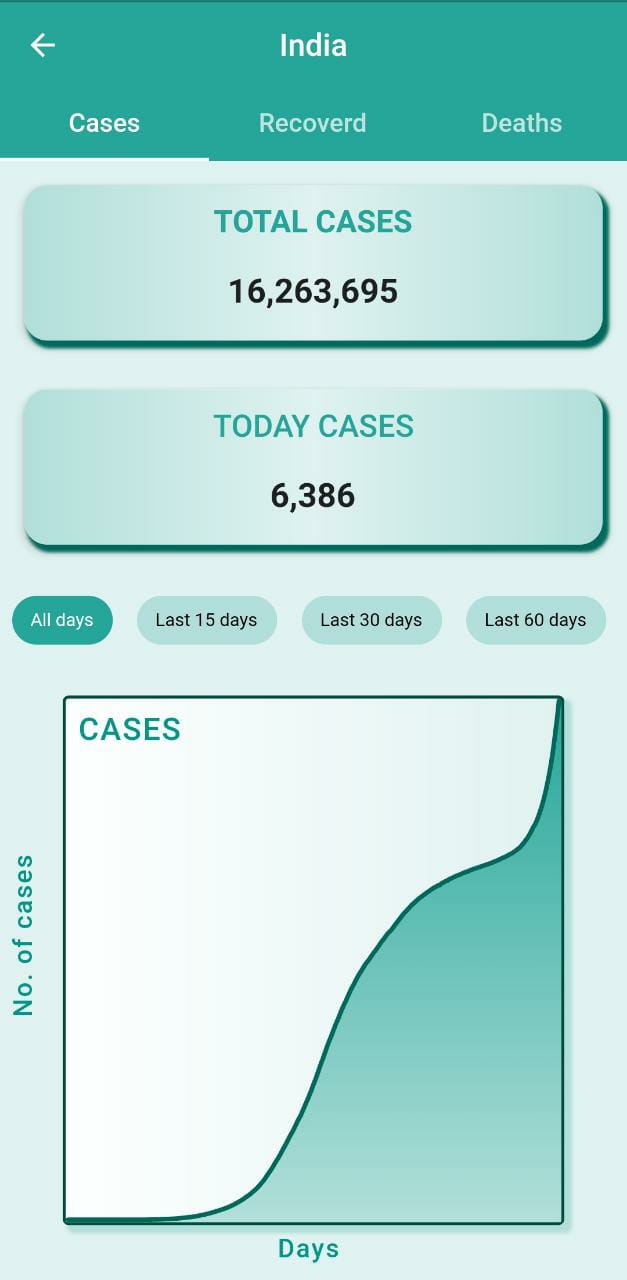 India
Cases Recoverd Deaths
TOTAL CASES
16,263,695
TODAY CASES
6,386
All days Last 15 days Last 30 days Last 60 days
CASES
No. of cases
Days